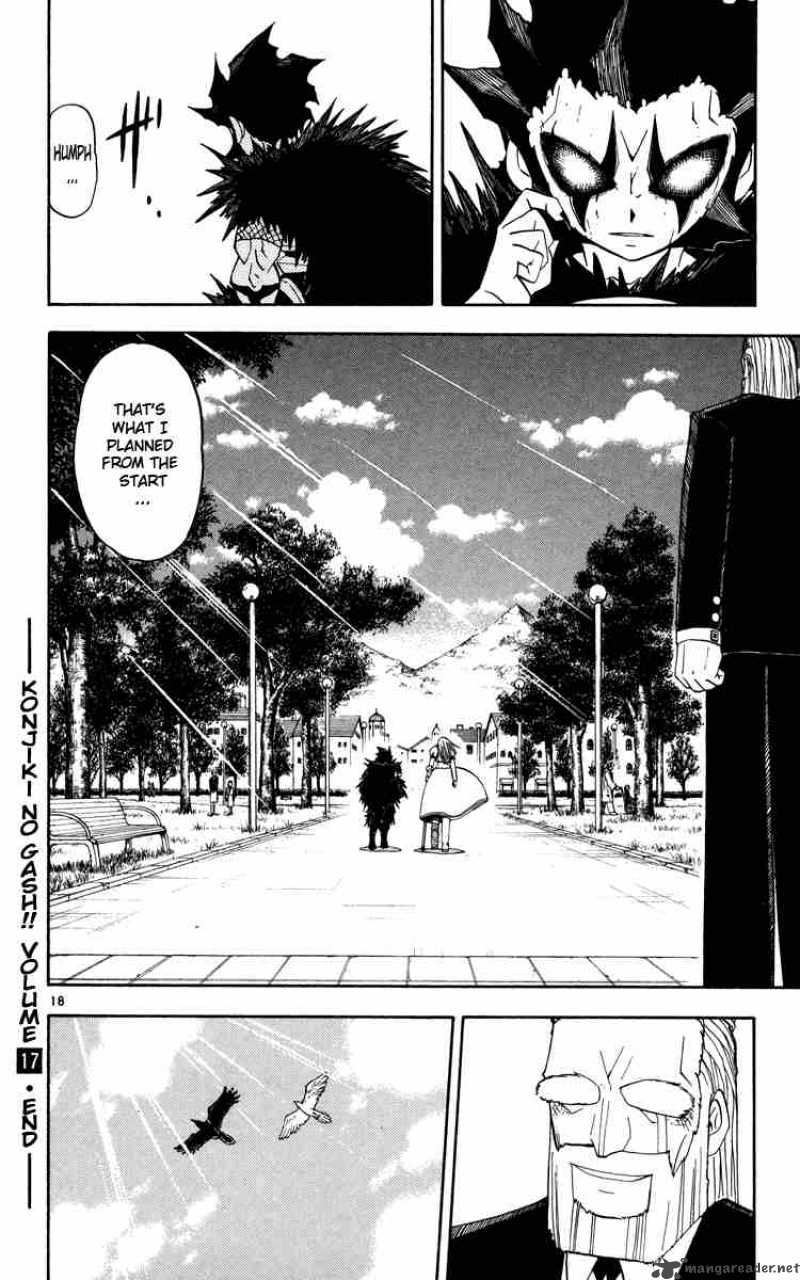 HUMPH
...
THAT'S
WHAT I
PLANNED
FROM THE
START
...
18
KONJIKI NO GASH!! VOLUME 17 • END
mangareader.net